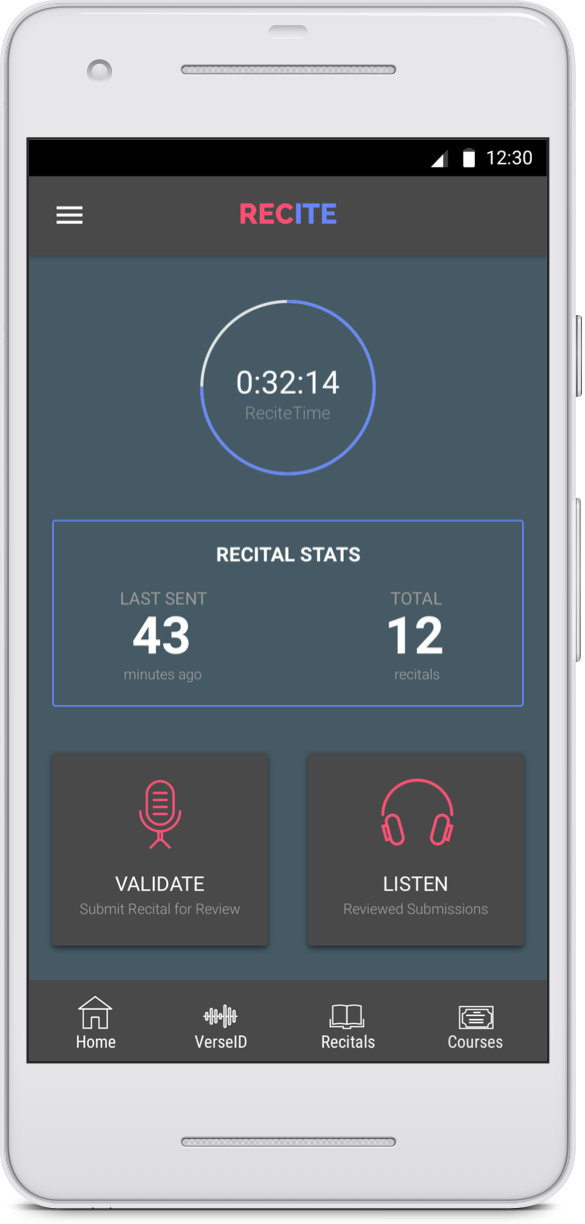 12:30
RECITE
0:32:14
ReciteTime
RECITAL STATS
LAST SENT
TOTAL
43
12
minutes ago
recitals
VALIDATE
LISTEN
Submit Recital for Review
Reviewed Submissions
Home
VerseID
Recitals
Courses